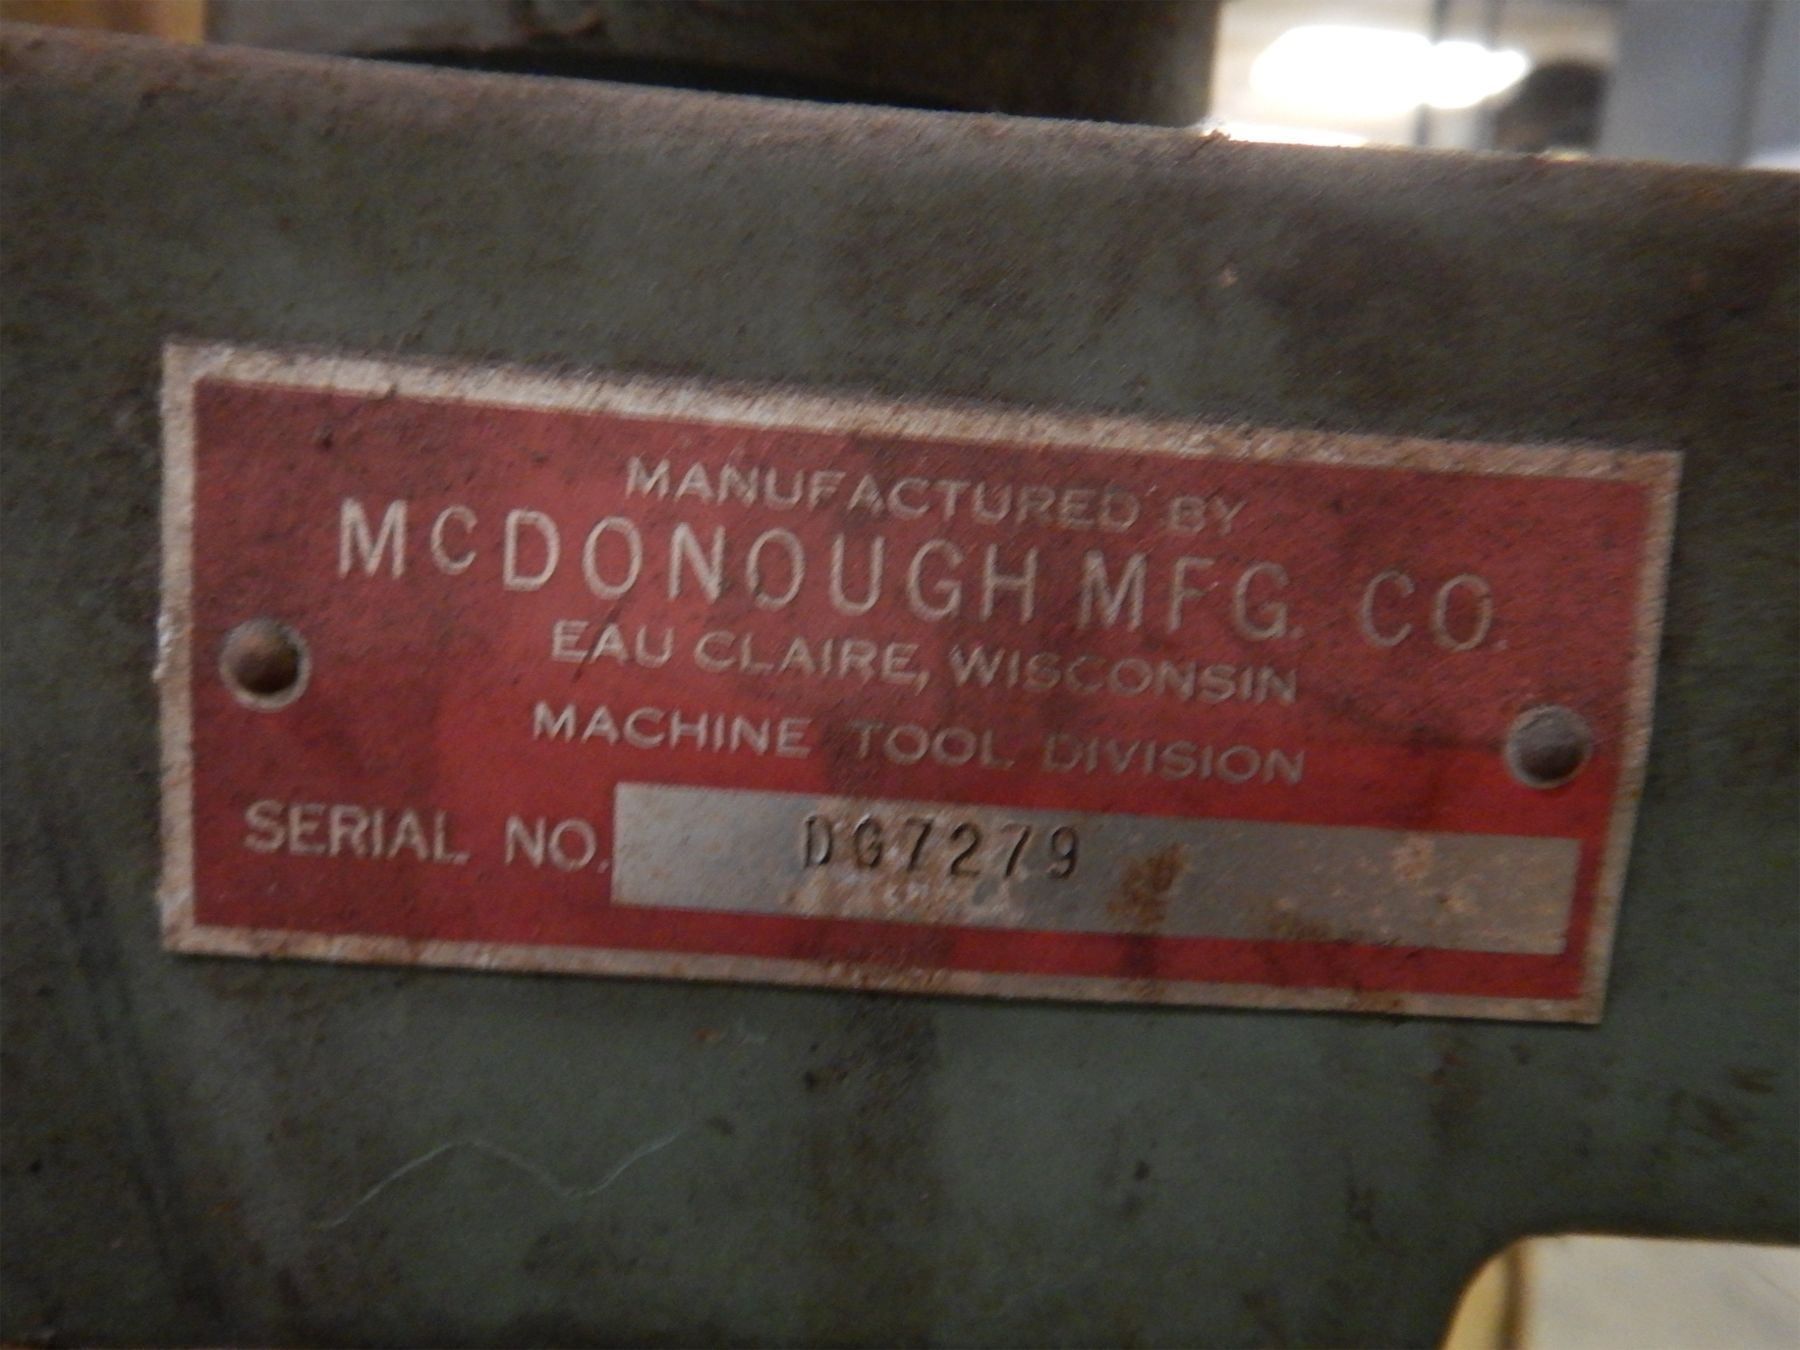 MANUFACTURED BY
McDONOUGH MFG. CO.
EAU CLAIRE, WISCONSIN
MACHINE TOOL DIVISION
SERIAL NO. DG7279